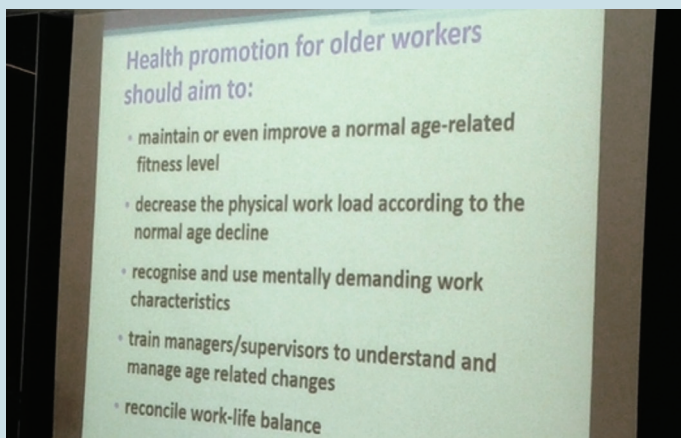 Health promotion for older workers
should aim to:
• maintain or even improve a normal age-related
fitness level
• decrease the physical work load according to the
normal age decline
• recognise and use mentally demanding work
characteristics
• train managers/supervisors to understand and
manage age related changes
• reconcile work-life balance